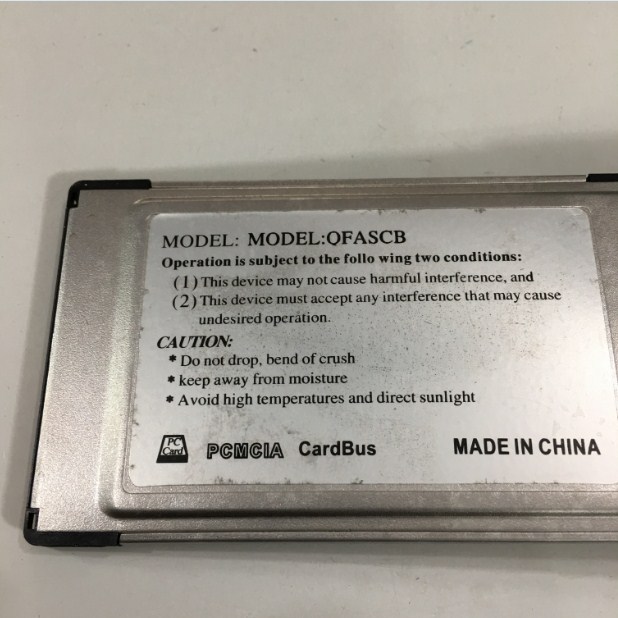 MODEL: MODEL:QFASCB
Operation is subject to the follo wing two conditions:
(1) This device may not cause harmful interference, and
(2) This device must accept any interference that may cause
undesired operation.
CAUTION:
* Do not drop, bend of crush
* keep away from moisture
* Avoid high temperatures and direct sunlight
PC
Card
PCMCIA CardBus MADE IN CHINA